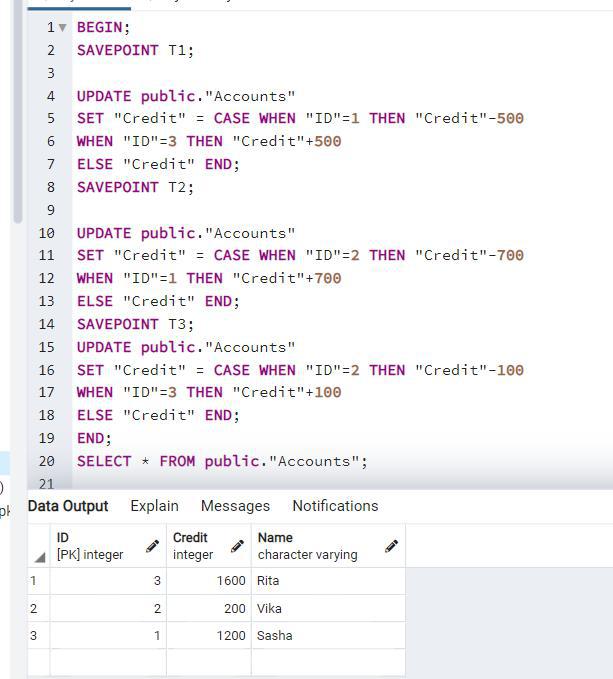 1 BEGIN;
2 SAVEPOINT T1;
3
4 UPDATE public."Accounts"
5 SET "Credit" = CASE WHEN "ID"=1 THEN "Credit"-500
6 WHEN "ID"=3 THEN "Credit"+500
7 ELSE "Credit" END;
8 SAVEPOINT T2;
9
10 UPDATE public."Accounts"
11 SET "Credit" = CASE WHEN "ID"=2 THEN "Credit"-700
12 WHEN "ID"=1 THEN "Credit"+700
13 ELSE "Credit" END;
14 SAVEPOINT T3;
15 UPDATE public."Accounts"
16 SET "Credit" = CASE WHEN "ID"=2 THEN "Credit"-100
17 WHEN "ID"=3 THEN "Credit"+100
18 ELSE "Credit" END;
19 END;
20 SELECT * FROM public."Accounts";
21
Data Output Explain Messages Notifications
ID Credit Name
[PK] integer integer character varying
1 3 1600 Rita
2 2 200 Vika
3 1 1200 Sasha